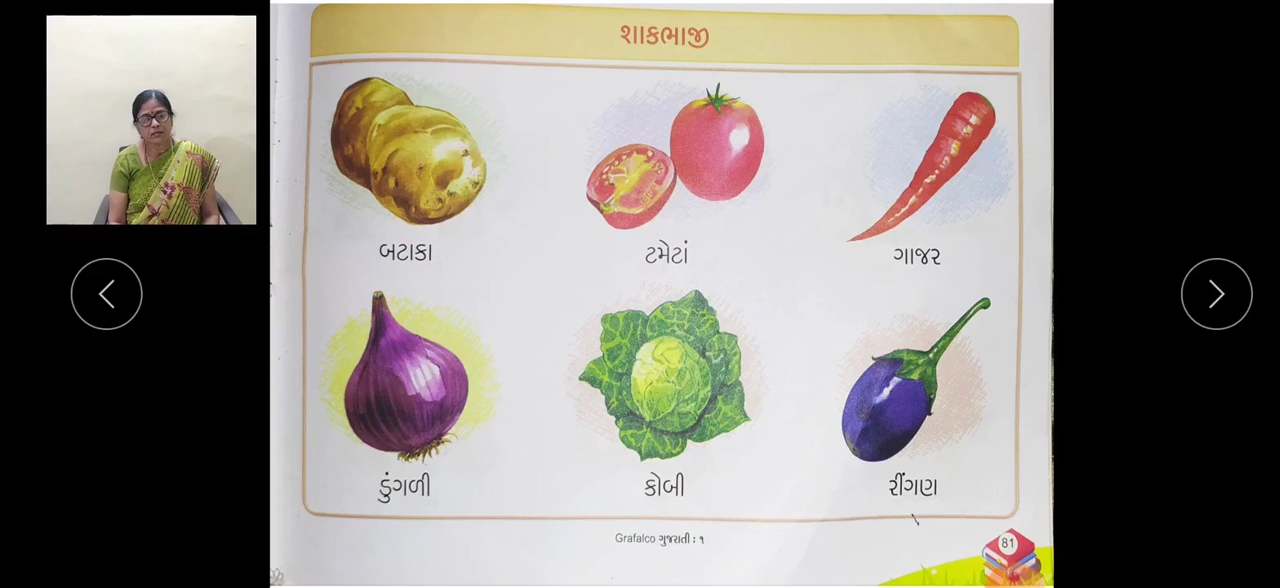 શાકભાજી
બટાકા
ટમેટાં
ગાજર
ડુંગળી
કોબી
રીંગણ
Grafalco ગુજરાતી : ૧
81